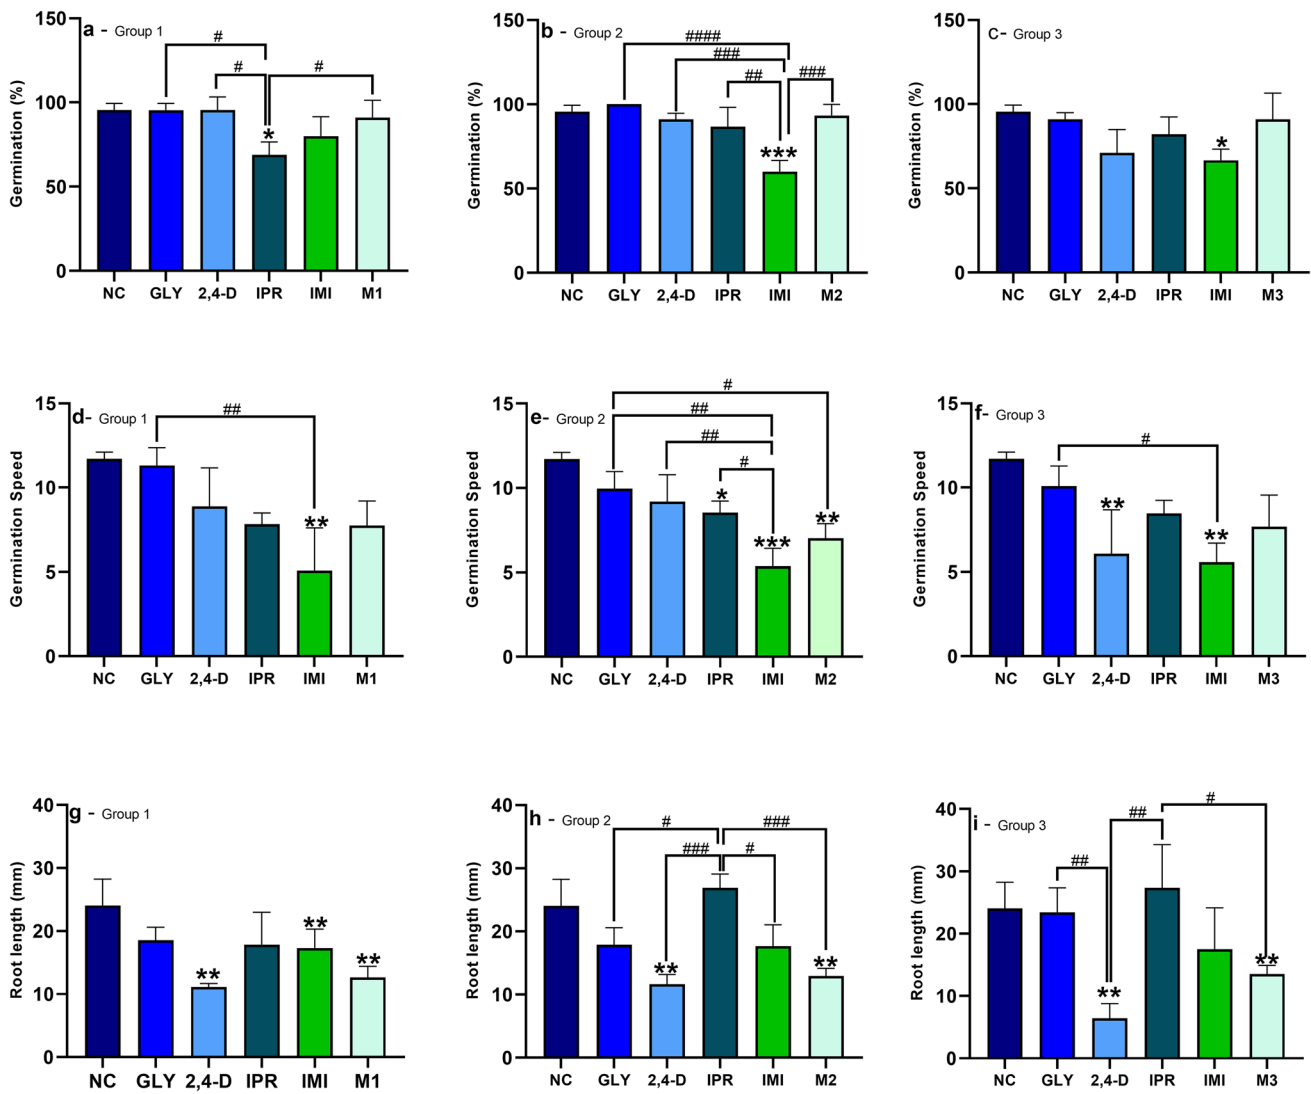 a - Group 1
Germination (%)
150
100
50
0
#
#
#
*
NC GLY 2,4-D IPR IMI M1
b - Group 2
Germination (%)
150
100
50
0
####
###
##
###
***
NC GLY 2,4-D IPR IMI M2
c- Group 3
Germination (%)
150
100
50
0
*
NC GLY 2,4-D IPR IMI M3
d- Group 1
Germination Speed
15
10
5
0
##
**
NC GLY 2,4-D IPR IMI M1
e- Group 2
Germination Speed
15
10
5
0
#
##
##
#
*
***
**
NC GLY 2,4-D IPR IMI M2
f- Group 3
Germination Speed
15
10
5
0
#
**
**
NC GLY 2,4-D IPR IMI M3
g - Group 1
Root length (mm)
40
30
20
10
0
**
**
**
NC GLY 2,4-D IPR IMI M1
h - Group 2
Root length (mm)
40
30
20
10
0
#
###
###
#
**
**
NC GLY 2,4-D IPR IMI M2
i - Group 3
Root length (mm)
40
30
20
10
0
#
##
##
**
**
NC GLY 2,4-D IPR IMI M3